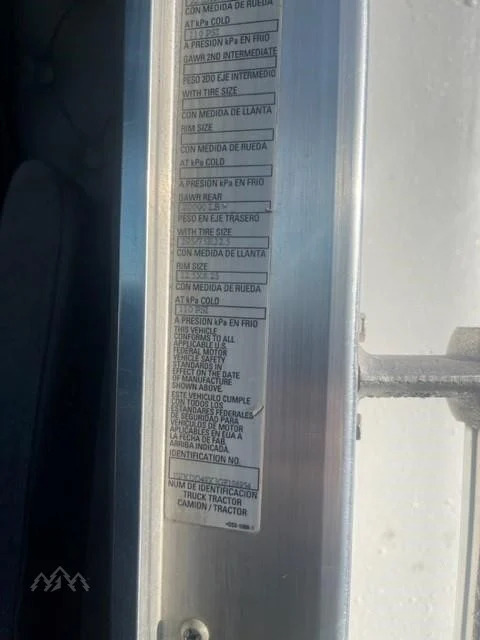 CON MEDIDA DE RUEDA
AT kPa COLD
110 PSI
A PRESION kPa EN FRIO
GAWR 2ND INTERMEDIATE
PESO 2DO EJE INTERMEDIO
WITH TIRE SIZE
CON MEDIDA DE LLANTA
RIM SIZE
CON MEDIDA DE RUEDA
AT kPa COLD
A PRESION kPa EN FRIO
GAWR REAR
PESO EN EJE TRASERO
WITH TIRE SIZE
CON MEDIDA DE LLANTA
RIM SIZE
CON MEDIDA DE RUEDA
AT kPa COLD
110 PSI
A PRESION kPa EN FRIO
THIS VEHICLE
CONFORMS TO ALL
APPLICABLE U.S.
FEDERAL MOTOR
VEHICLE SAFETY
STANDARDS IN
EFFECT ON THE DATE
OF MANUFACTURE
SHOWN ABOVE.
ESTE VEHICULO CUMPLE
CON TODOS LOS
ESTANDARES FEDERALES
DE SEGURIDAD PARA
VEHICULOS DE MOTOR
APLICABLES EN EUA A
LA FECHA DE FAB.
ARRIBA INDICADA.
IDENTIFICATION NO.
NUM DE IDENTIFICACION
TRUCK TRACTOR
CAMION / TRACTOR